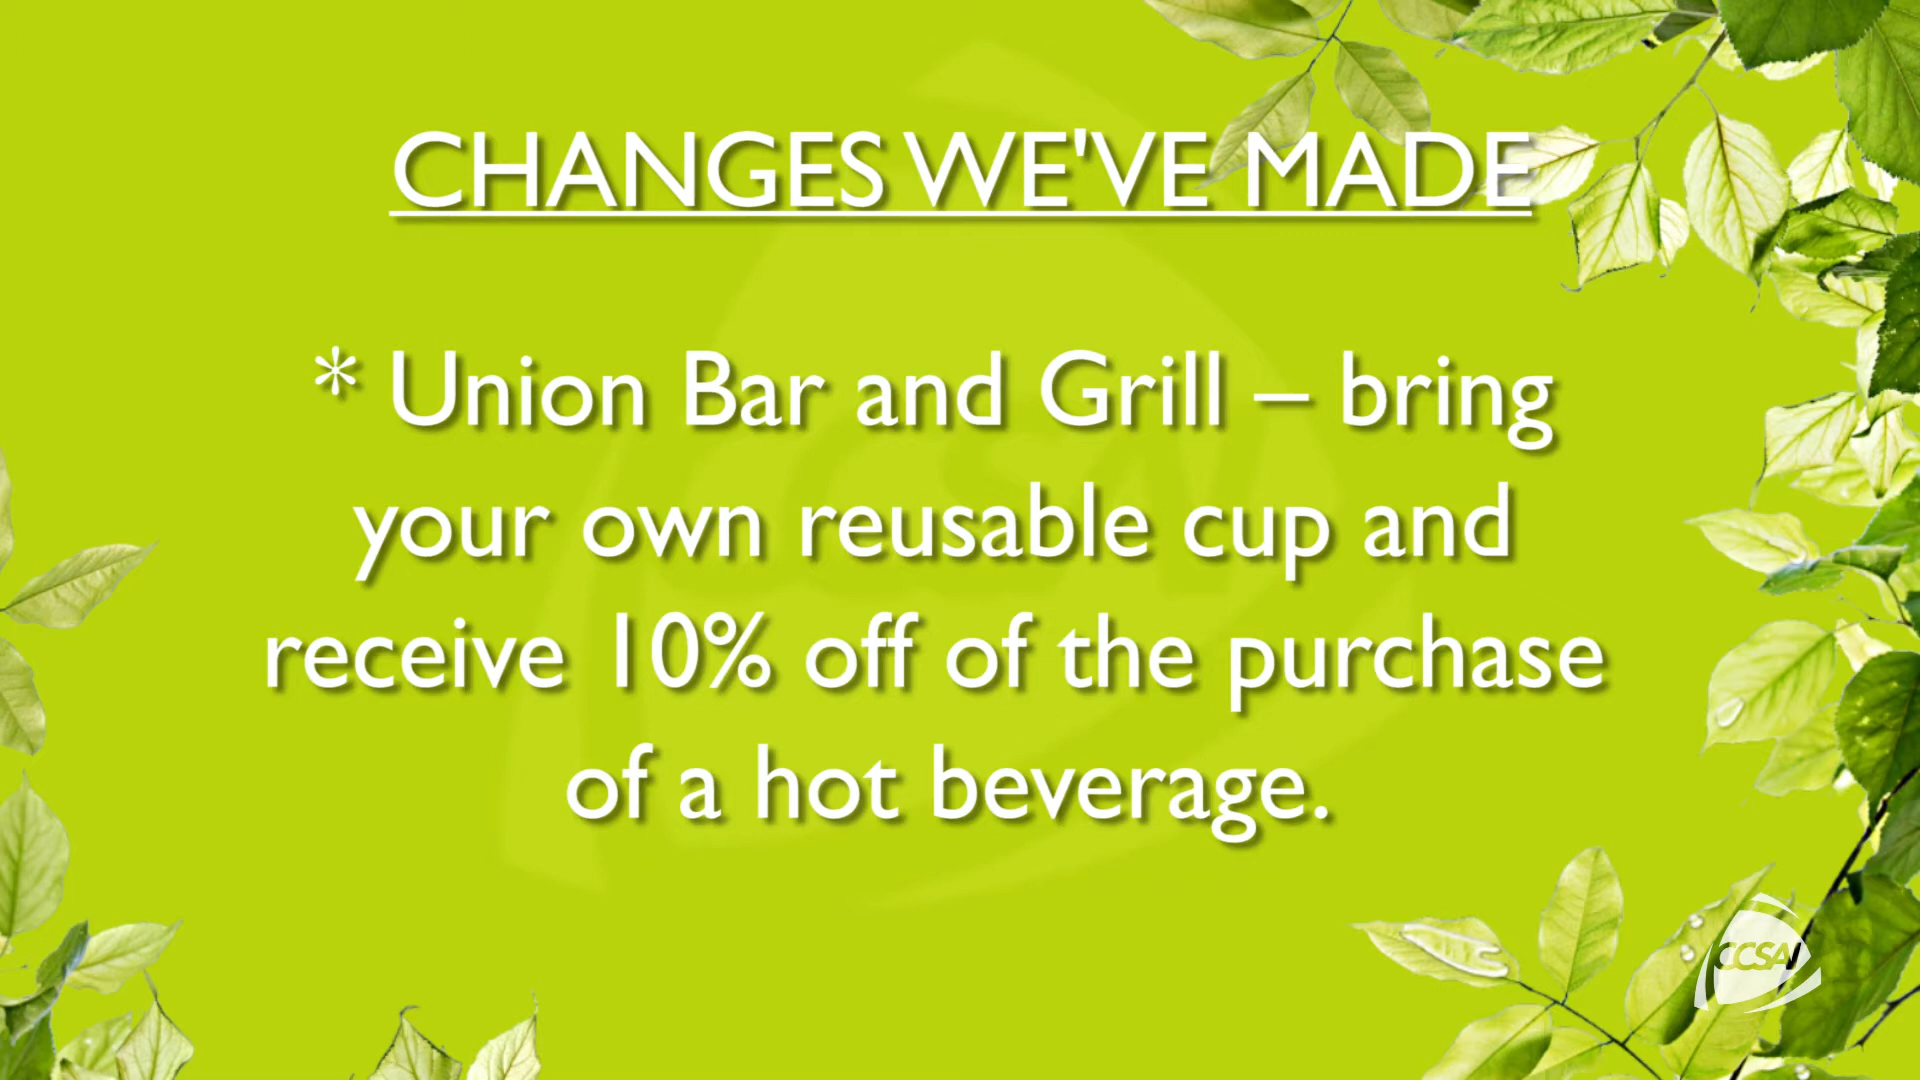 CHANGES WE'VE MADE
* Union Bar and Grill – bring
your own reusable cup and
receive 10% off of the purchase
of a hot beverage.
CCSAI